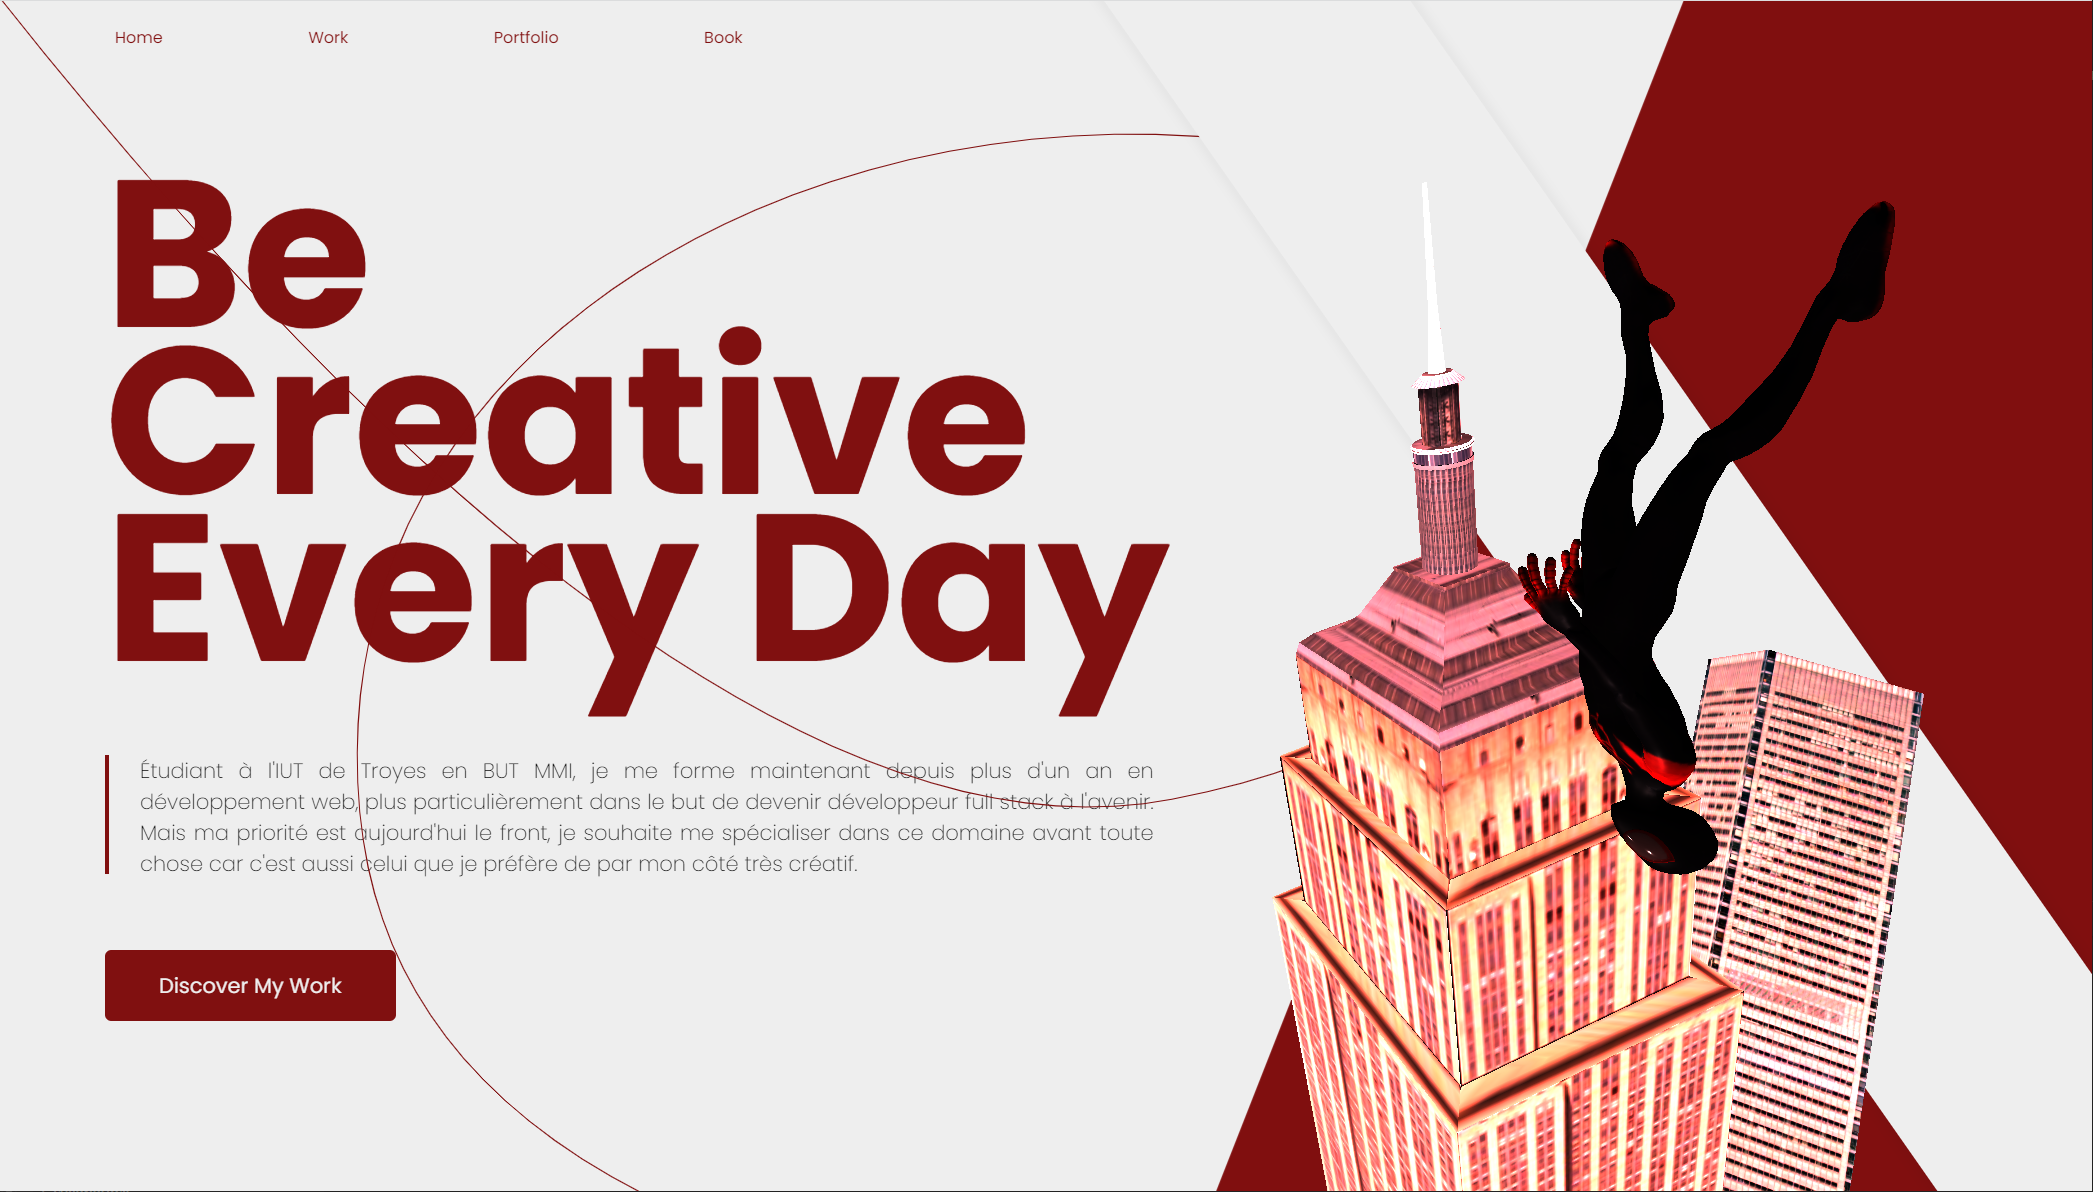 Home Work Portfolio Book
Be
Creative
Every Day
Étudiant à l'IUT de Troyes en BUT MMI, je me forme maintenant depuis plus d'un an en
développement web, plus particulièrement dans le but de devenir développeur full stack à l'avenir.
Mais ma priorité est aujourd'hui le front, je souhaite me spécialiser dans ce domaine avant toute
chose car c'est aussi celui que je préfère de par mon côté très créatif.
Discover My Work